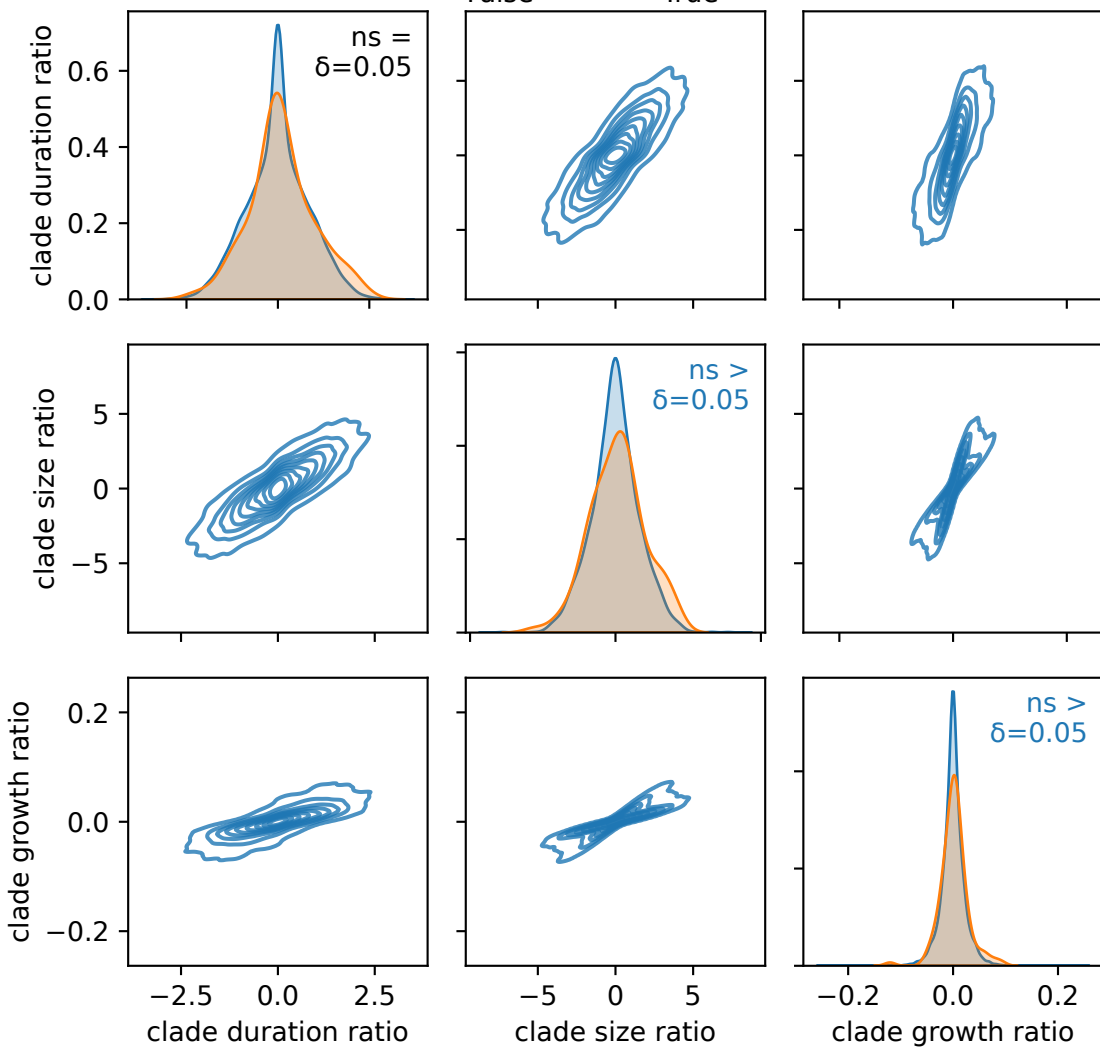 clade duration ratio
0.6
0.4
0.2
0.0
ns =
δ=0.05
clade size ratio
5
0
−5
ns >
δ=0.05
clade growth ratio
0.2
0.0
−0.2
ns >
δ=0.05
−2.5 0.0 2.5
−5 0 5
−0.2 0.0 0.2
clade duration ratio
clade size ratio
clade growth ratio